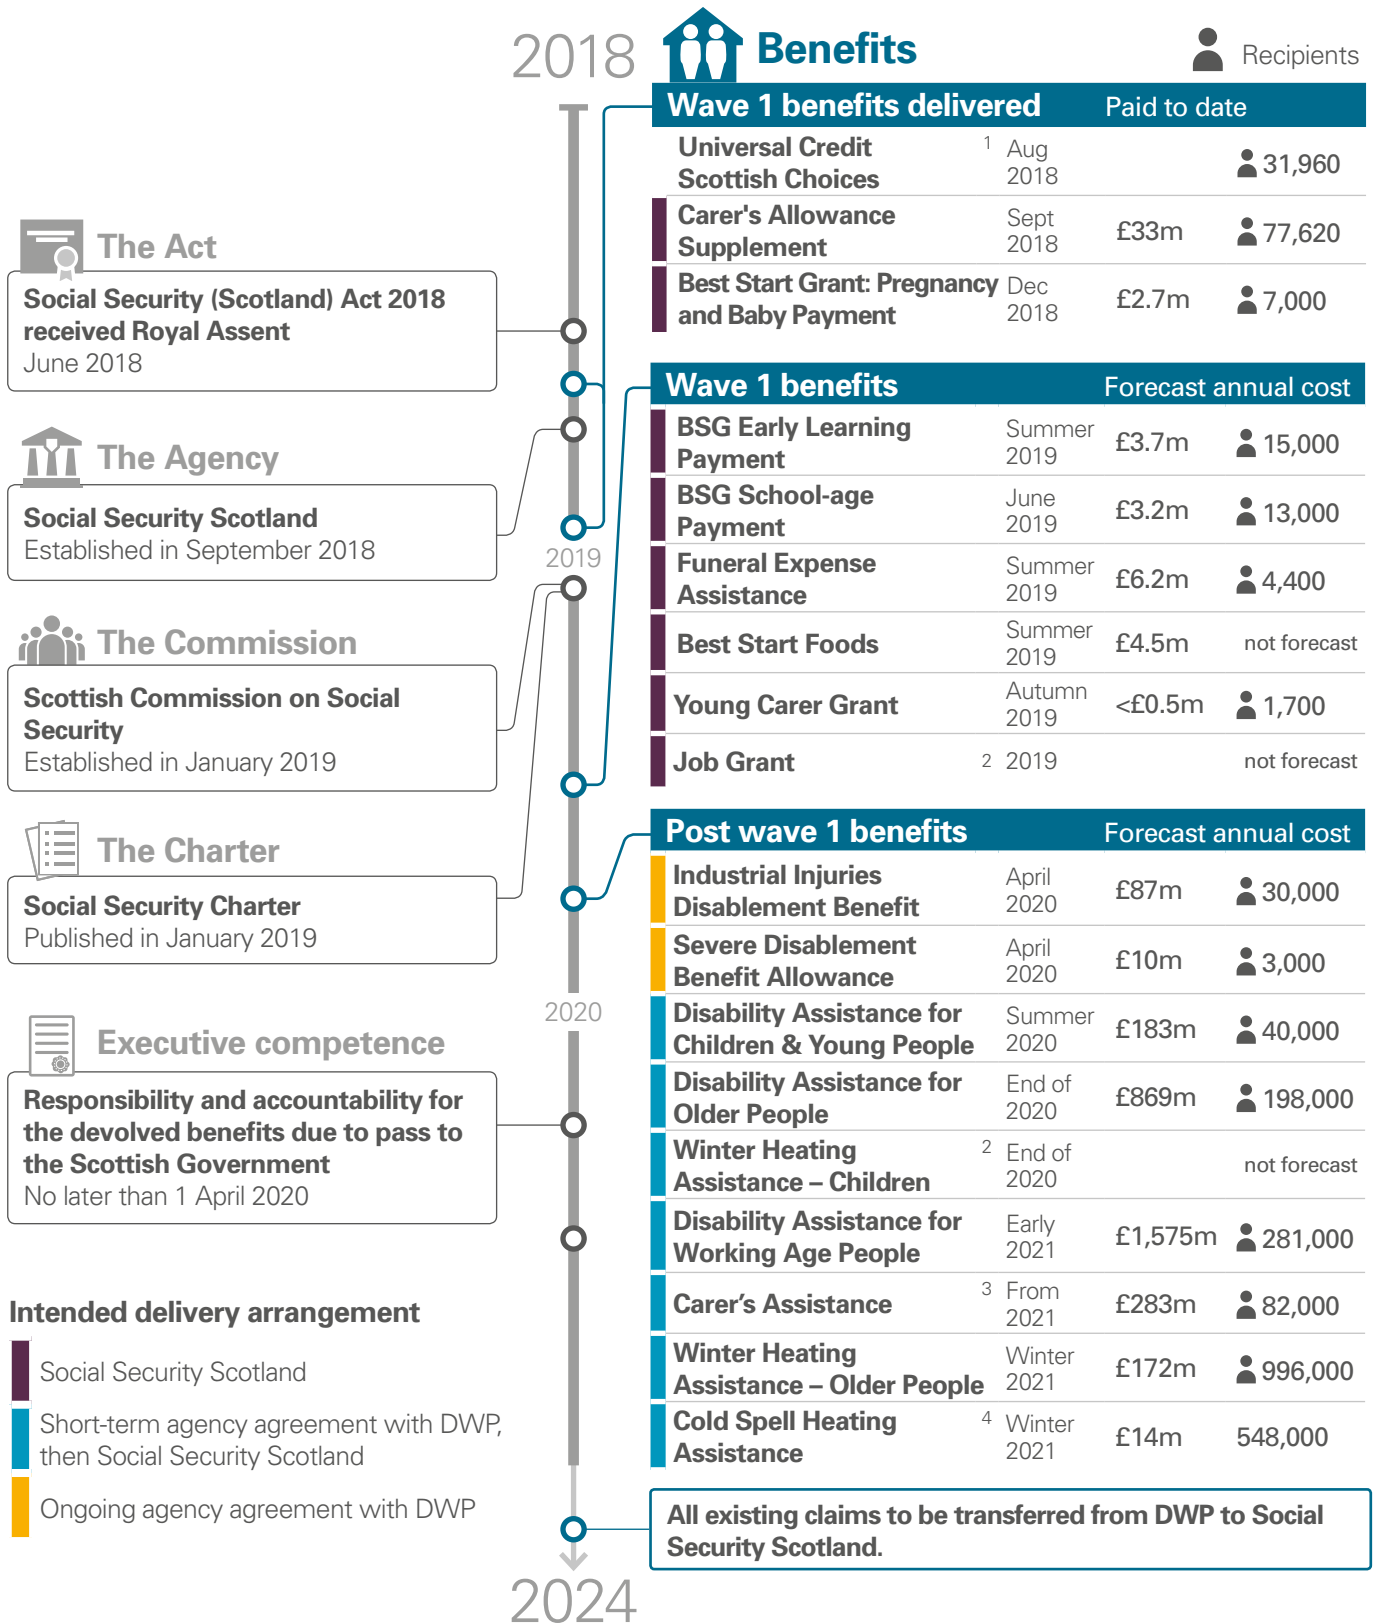 2018
Benefits
Recipients
Wave 1 benefits delivered Paid to date
Universal Credit
Scottish Choices
1 Aug
2018
31,960
Carer's Allowance
Supplement
Sept
2018
£33m
77,620
Best Start Grant: Pregnancy
and Baby Payment
Dec
2018
£2.7m
7,000
The Act
Social Security (Scotland) Act 2018
received Royal Assent
June 2018
The Agency
Social Security Scotland
Established in September 2018
2019
The Commission
Scottish Commission on Social
Security
Established in January 2019
The Charter
Social Security Charter
Published in January 2019
2020
Executive competence
Responsibility and accountability for
the devolved benefits due to pass to
the Scottish Government
No later than 1 April 2020
Wave 1 benefits Forecast annual cost
BSG Early Learning
Payment
Summer
2019
£3.7m
15,000
BSG School-age
Payment
June
2019
£3.2m
13,000
Funeral Expense
Assistance
Summer
2019
£6.2m
4,400
Best Start Foods
Summer
2019
£4.5m
not forecast
Young Carer Grant
Autumn
2019
<£0.5m
1,700
Job Grant
2 2019
not forecast
Post wave 1 benefits Forecast annual cost
Industrial Injuries
Disablement Benefit
April
2020
£87m
30,000
Severe Disablement
Benefit Allowance
April
2020
£10m
3,000
Disability Assistance for
Children & Young People
Summer
2020
£183m
40,000
Disability Assistance for
Older People
End of
2020
£869m
198,000
Winter Heating
Assistance – Children
2 End of
2020
not forecast
Disability Assistance for
Working Age People
Early
2021
£1,575m
281,000
Carer’s Assistance
3 From
2021
£283m
82,000
Winter Heating
Assistance – Older People
Winter
2021
£172m
996,000
Cold Spell Heating
Assistance
4 Winter
2021
£14m
548,000
All existing claims to be transferred from DWP to Social
Security Scotland.
Intended delivery arrangement
Social Security Scotland
Short-term agency agreement with DWP,
then Social Security Scotland
Ongoing agency agreement with DWP
2024